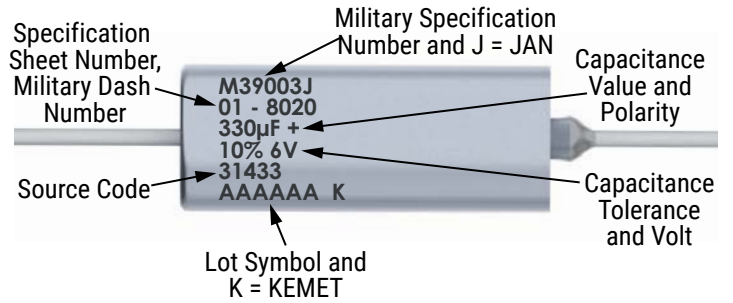 Military Specification
Number and J = JAN
Specification
Sheet Number,
Military Dash
Number
Capacitance
Value and
Polarity
M39003J
01 - 8020
330µF +
10% 6V
31433
AAAAAA K
Source Code
Capacitance
Tolerance
and Volt
Lot Symbol and
K = KEMET